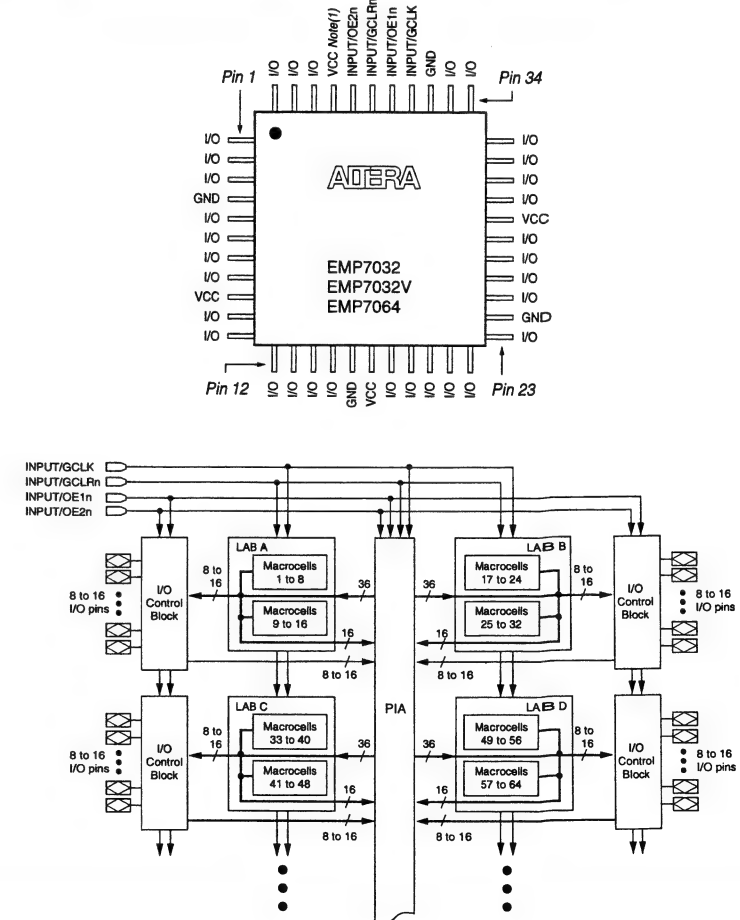 I/O
I/O
I/O
VCC Note(1)
INPUT/OE2n
INPUT/GCLRn
INPUT/OE1n
INPUT/GCLK
GND
I/O
I/O
Pin 1
Pin 34
I/O
I/O
I/O
GND
I/O
I/O
I/O
I/O
VCC
I/O
I/O
ALTERA
EMP7032
EMP7032V
EMP7064
I/O
I/O
I/O
I/O
VCC
I/O
I/O
I/O
I/O
GND
I/O
Pin 12
Pin 23
I/O
I/O
I/O
I/O
GND
VCC
I/O
I/O
I/O
I/O
I/O
INPUT/GCLK
INPUT/GCLRn
INPUT/OE1n
INPUT/OE2n
8 to 16
I/O pins
I/O
Control
Block
8 to
16
LAB A
Macrocells
1 to 8
Macrocells
9 to 16
36
16
8 to 16
PIA
36
16
8 to 16
LAB B
Macrocells
17 to 24
Macrocells
25 to 32
8 to
16
I/O
Control
Block
8 to 16
I/O pins
8 to 16
I/O pins
I/O
Control
Block
8 to
16
LAB C
Macrocells
33 to 40
Macrocells
41 to 48
36
16
8 to 16
36
16
8 to 16
LAB D
Macrocells
49 to 56
Macrocells
57 to 64
8 to
16
I/O
Control
Block
8 to 16
I/O pins